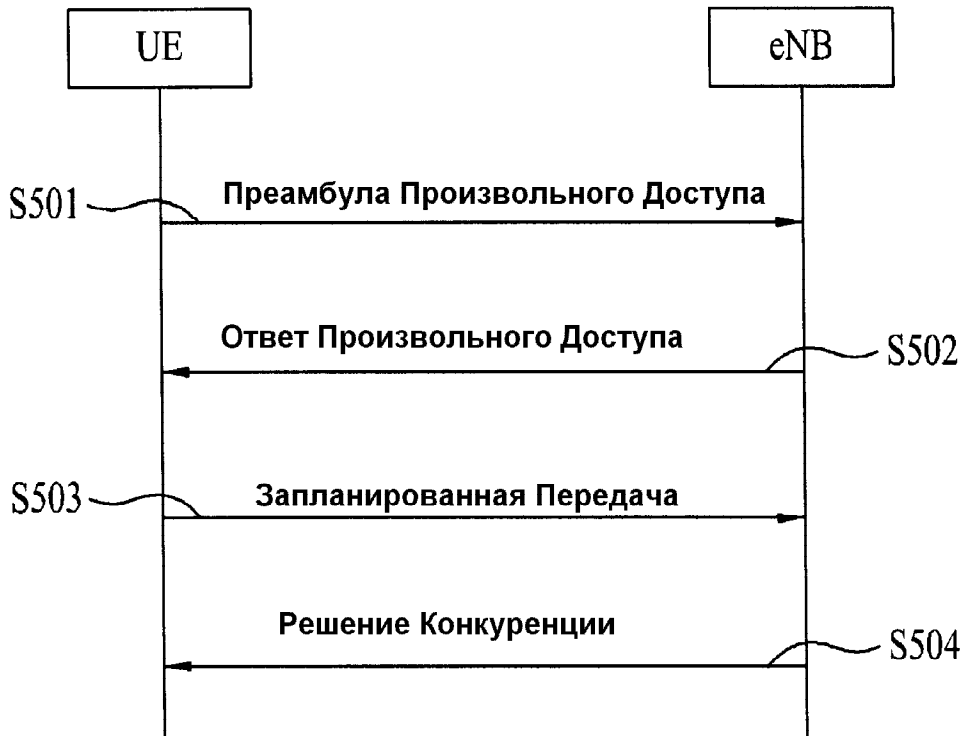 UE
eNB
Преамбула Произвольного Доступа
S501
Ответ Произвольного Доступа
S502
Запланированная Передача
S503
Решение Конкуренции
S504